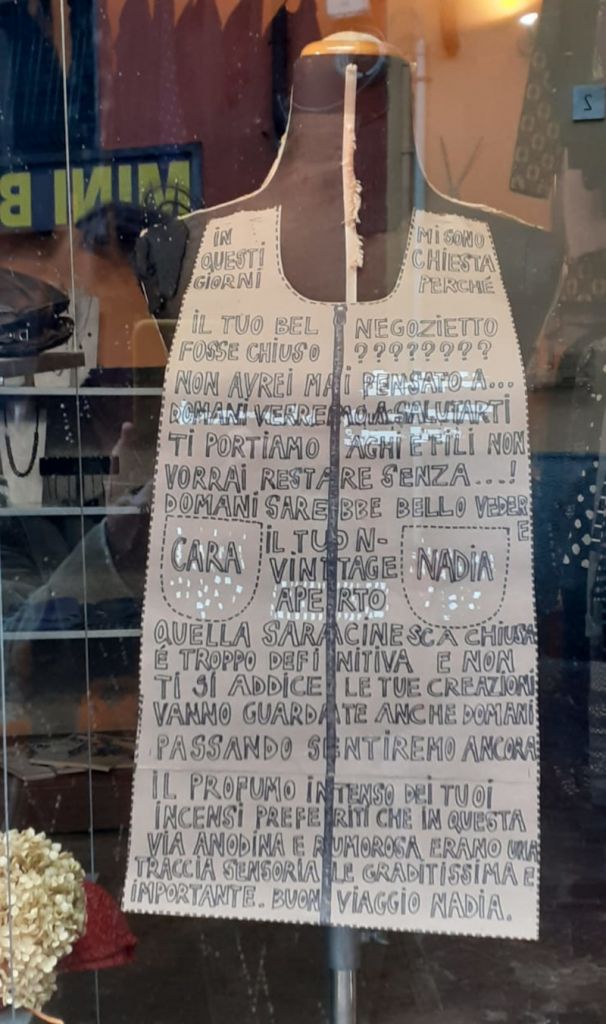 MINI B
2
IN MI SONO
QUESTI CHIESTA
GIORNI PERCHÉ
IL TUO BEL NEGOZIETTO
FOSSE CHIUSO ????????
NON AVREI MAI PENSATO A...
DOMANI VERREMO A SALUTARTI
TI PORTIAMO AGHI E FILI NON
VORRAI RESTARE SENZA...!
DOMANI SAREBBE BELLO VEDER
E
CARA IL TUO N- NADIA
VINTTAGE
APERTO
QUELLA SARACINESCA CHIUSA
É TROPPO DEFINITIVA E NON
TI SI ADDICE LE TUE CREAZIONI
VANNO GUARDATE ANCHE DOMANI
PASSANDO SENTIREMO ANCORA
IL PROFUMO INTENSO DEI TUOI
INCENSI PREFERITI CHE IN QUESTA
VIA ANODINA E RUMOROSA ERANO UNA
TRACCIA SENSORIALE GRADITISSIMA E
IMPORTANTE. BUON VIAGGIO NADIA.